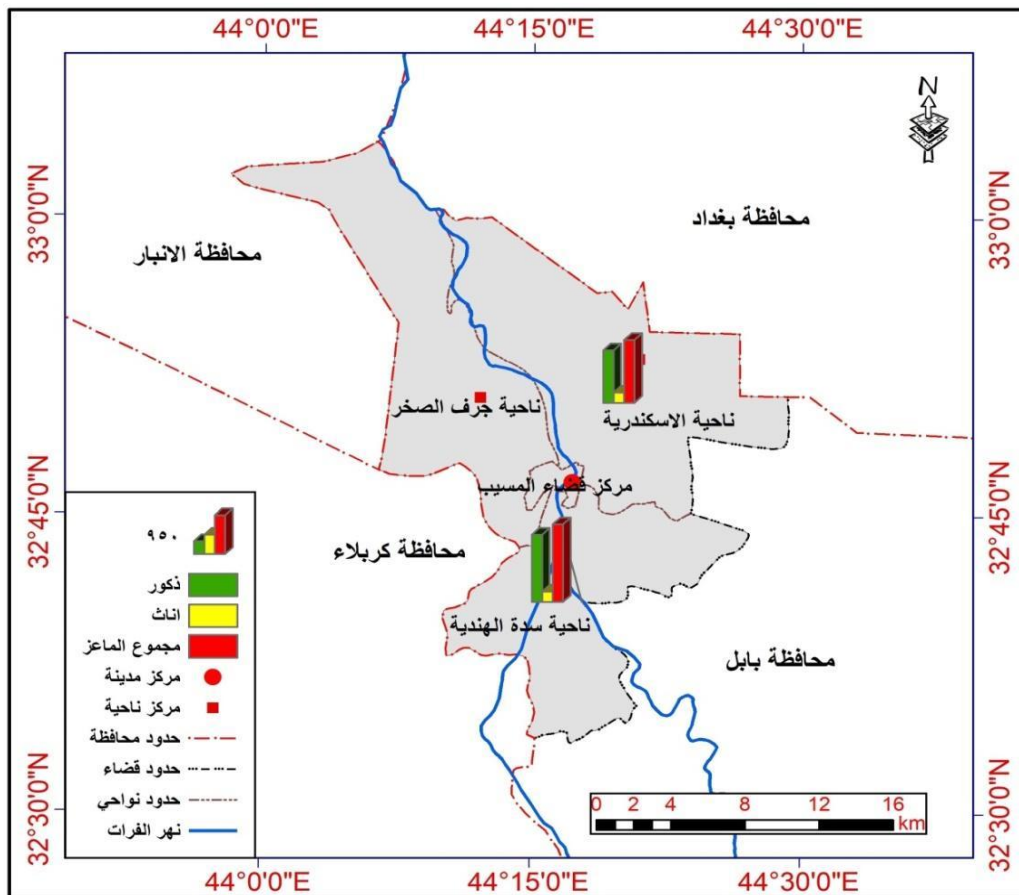 44°0'0"E
44°15'0"E
44°30'0"E
N
33°0'0"N
33°0'0"N
محافظة بغداد
محافظة الانبار
ناحية جرف الصخر
ناحية الاسكندرية
مركز قضاء المسيب
32°45'0"N
32°45'0"N
محافظة كربلاء
ناحية سدة الهندية
محافظة بابل
٩٥٠
ذكور
اناث
مجموع الماعز
مركز مدينة
مركز ناحية
حدود محافظة
حدود قضاء
حدود نواحي
نهر الفرات
0 2 4 8 12 16
km
32°30'0"N
32°30'0"N
44°0'0"E
44°15'0"E
44°30'0"E